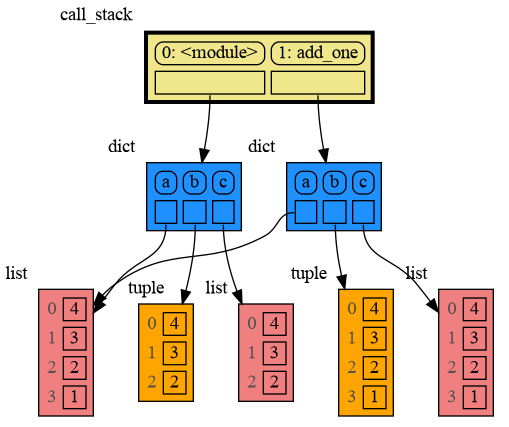 call_stack
0: <module> 1: add_one
dict dict
a b c a b c
list tuple list tuple list
0 4 0 4 0 4 0 4 0 4
1 3 1 3 1 3 1 3 1 3
2 2 2 2 2 2 2 2 2 2
3 1 3 1 3 1